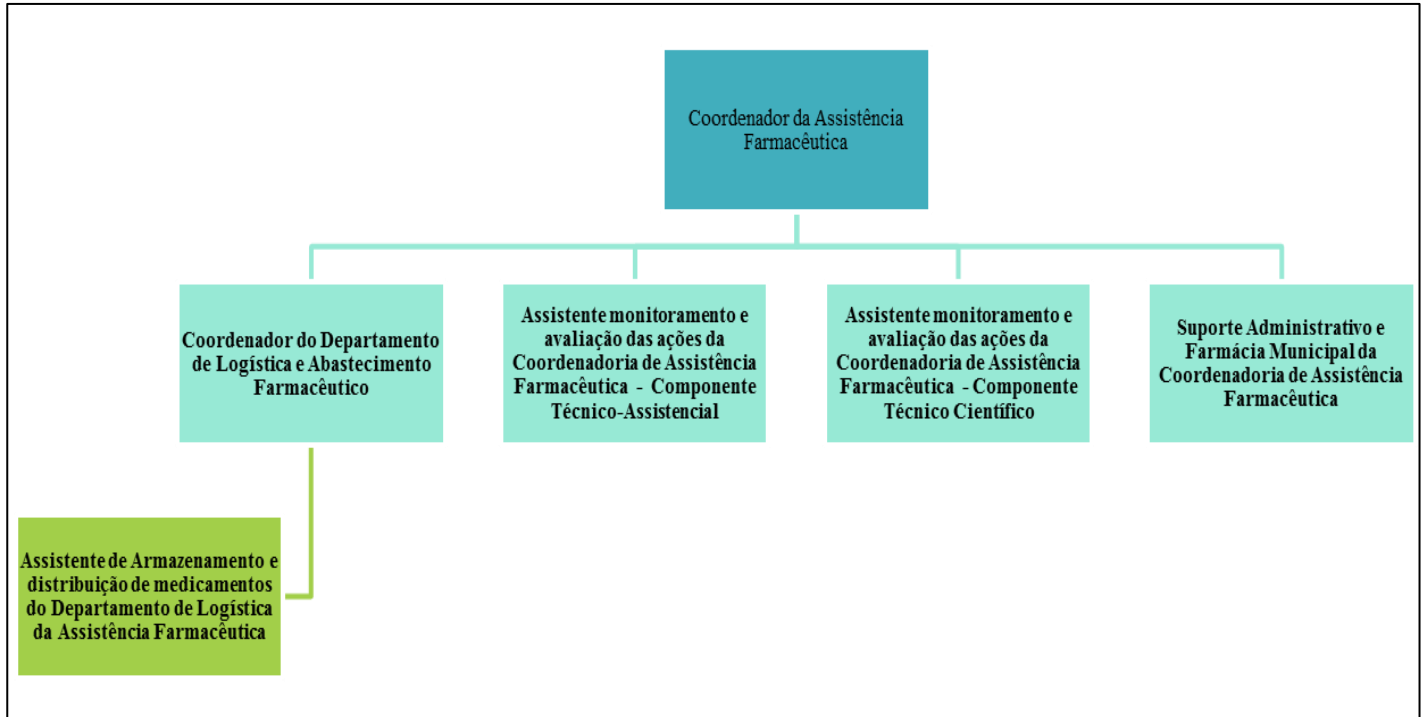 Coordenador da Assistência
Farmacêutica
Coordenador do Departamento
de Logística e Abastecimento
Farmacêutico
Assistente monitoramento e
avaliação das ações da
Coordenadoria de Assistência
Farmacêutica - Componente
Técnico-Assistencial
Assistente monitoramento e
avaliação das ações da
Coordenadoria de Assistência
Farmacêutica - Componente
Técnico Científico
Suporte Administrativo e
Farmácia Municipal da
Coordenadoria de Assistência
Farmacêutica
Assistente de Armazenamento e
distribuição de medicamentos
do Departamento de Logística
da Assistência Farmacêutica